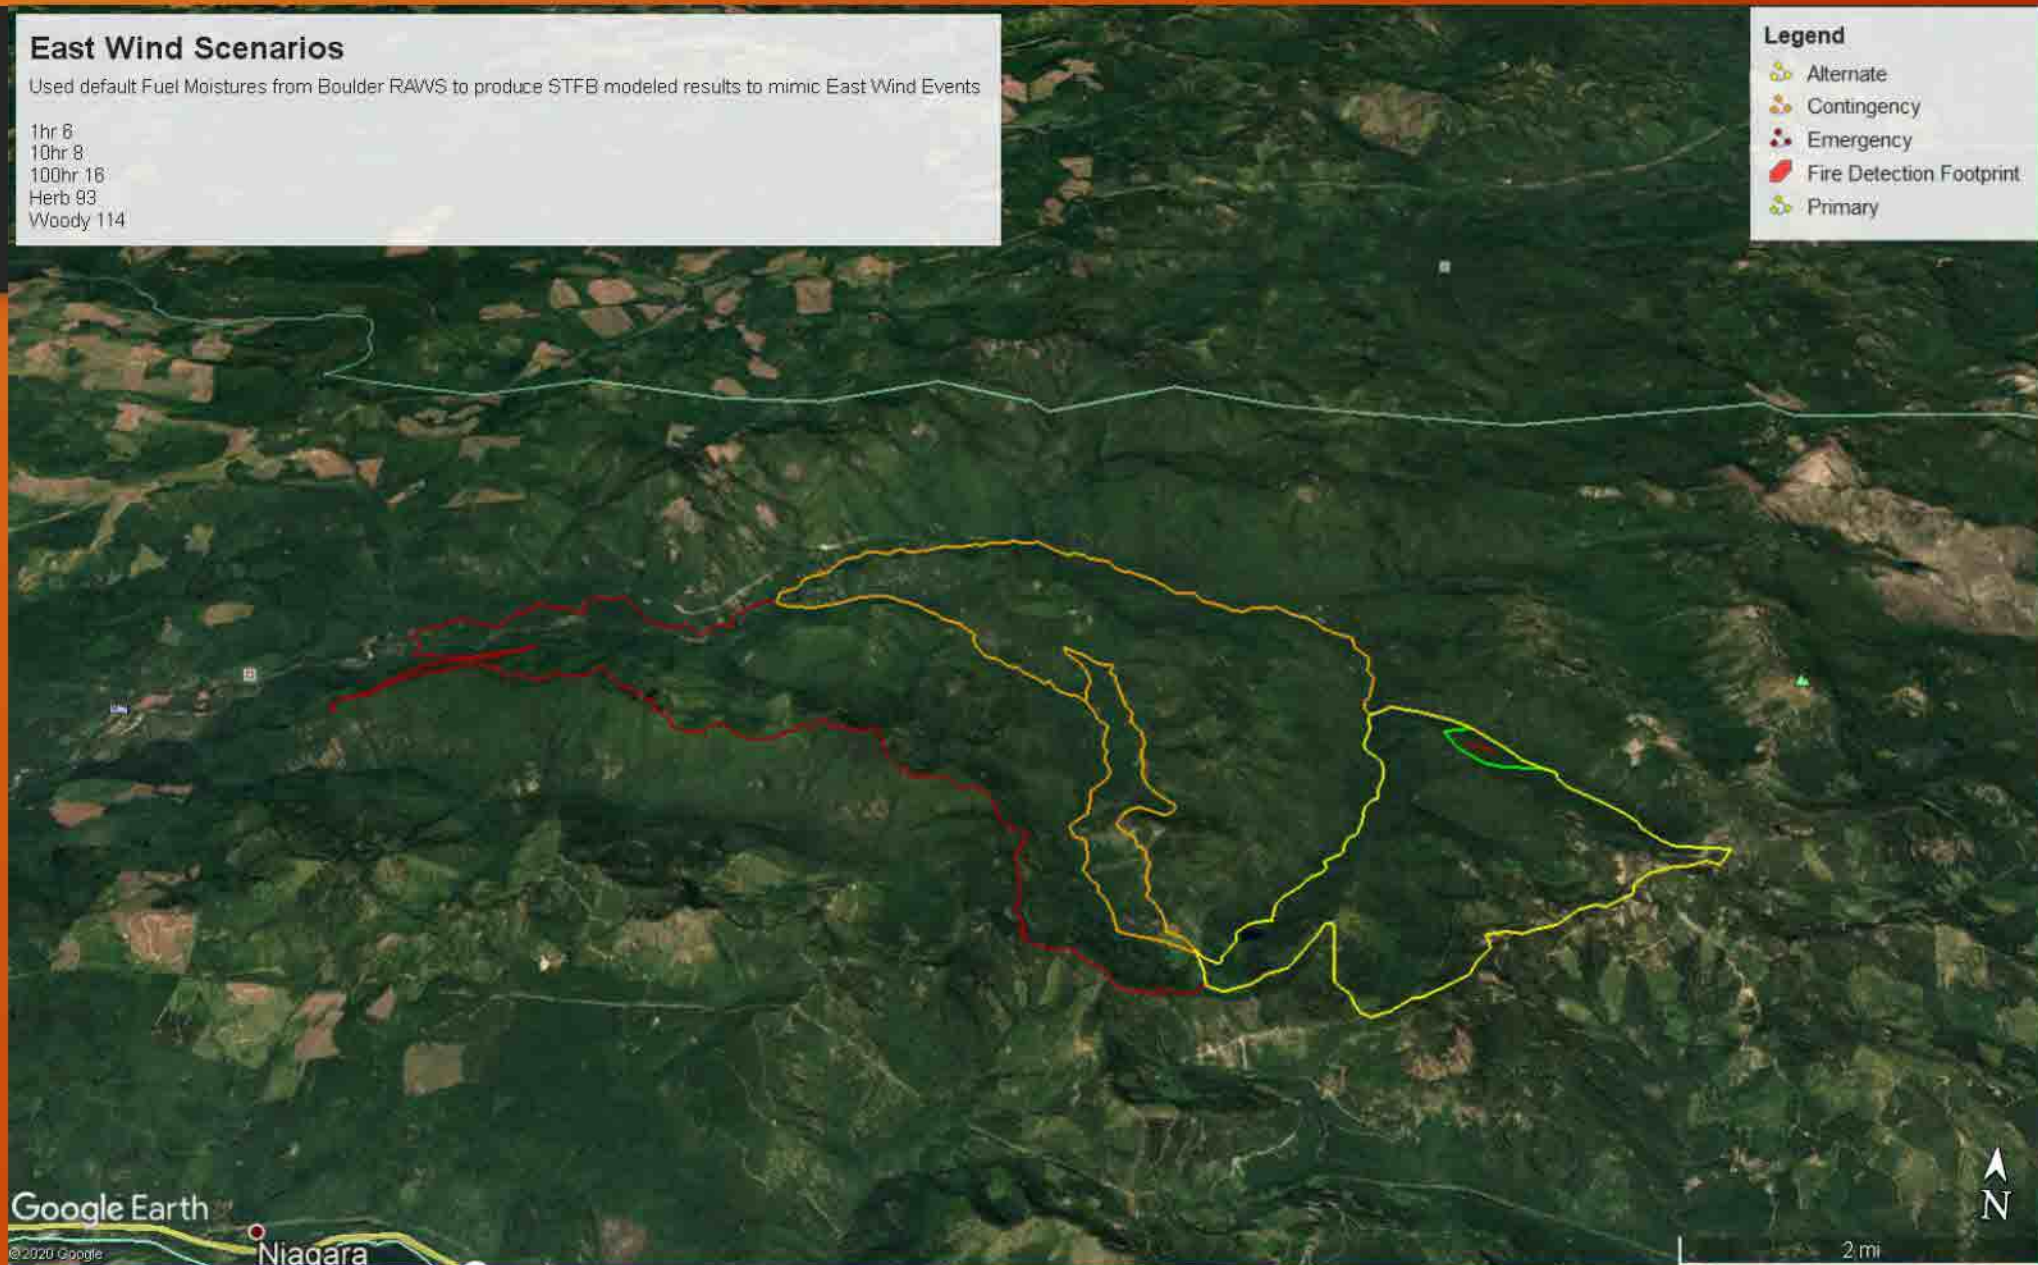 East Wind Scenarios
Used default Fuel Moistures from Boulder RAWS to produce STFB modeled results to mimic East Wind Events
1hr 6
10hr 8
100hr 16
Herb 93
Woody 114
Legend
Alternate
Contingency
Emergency
Fire Detection Footprint
Primary
Google Earth
© 2020 Google
Niagara
N
2 mi